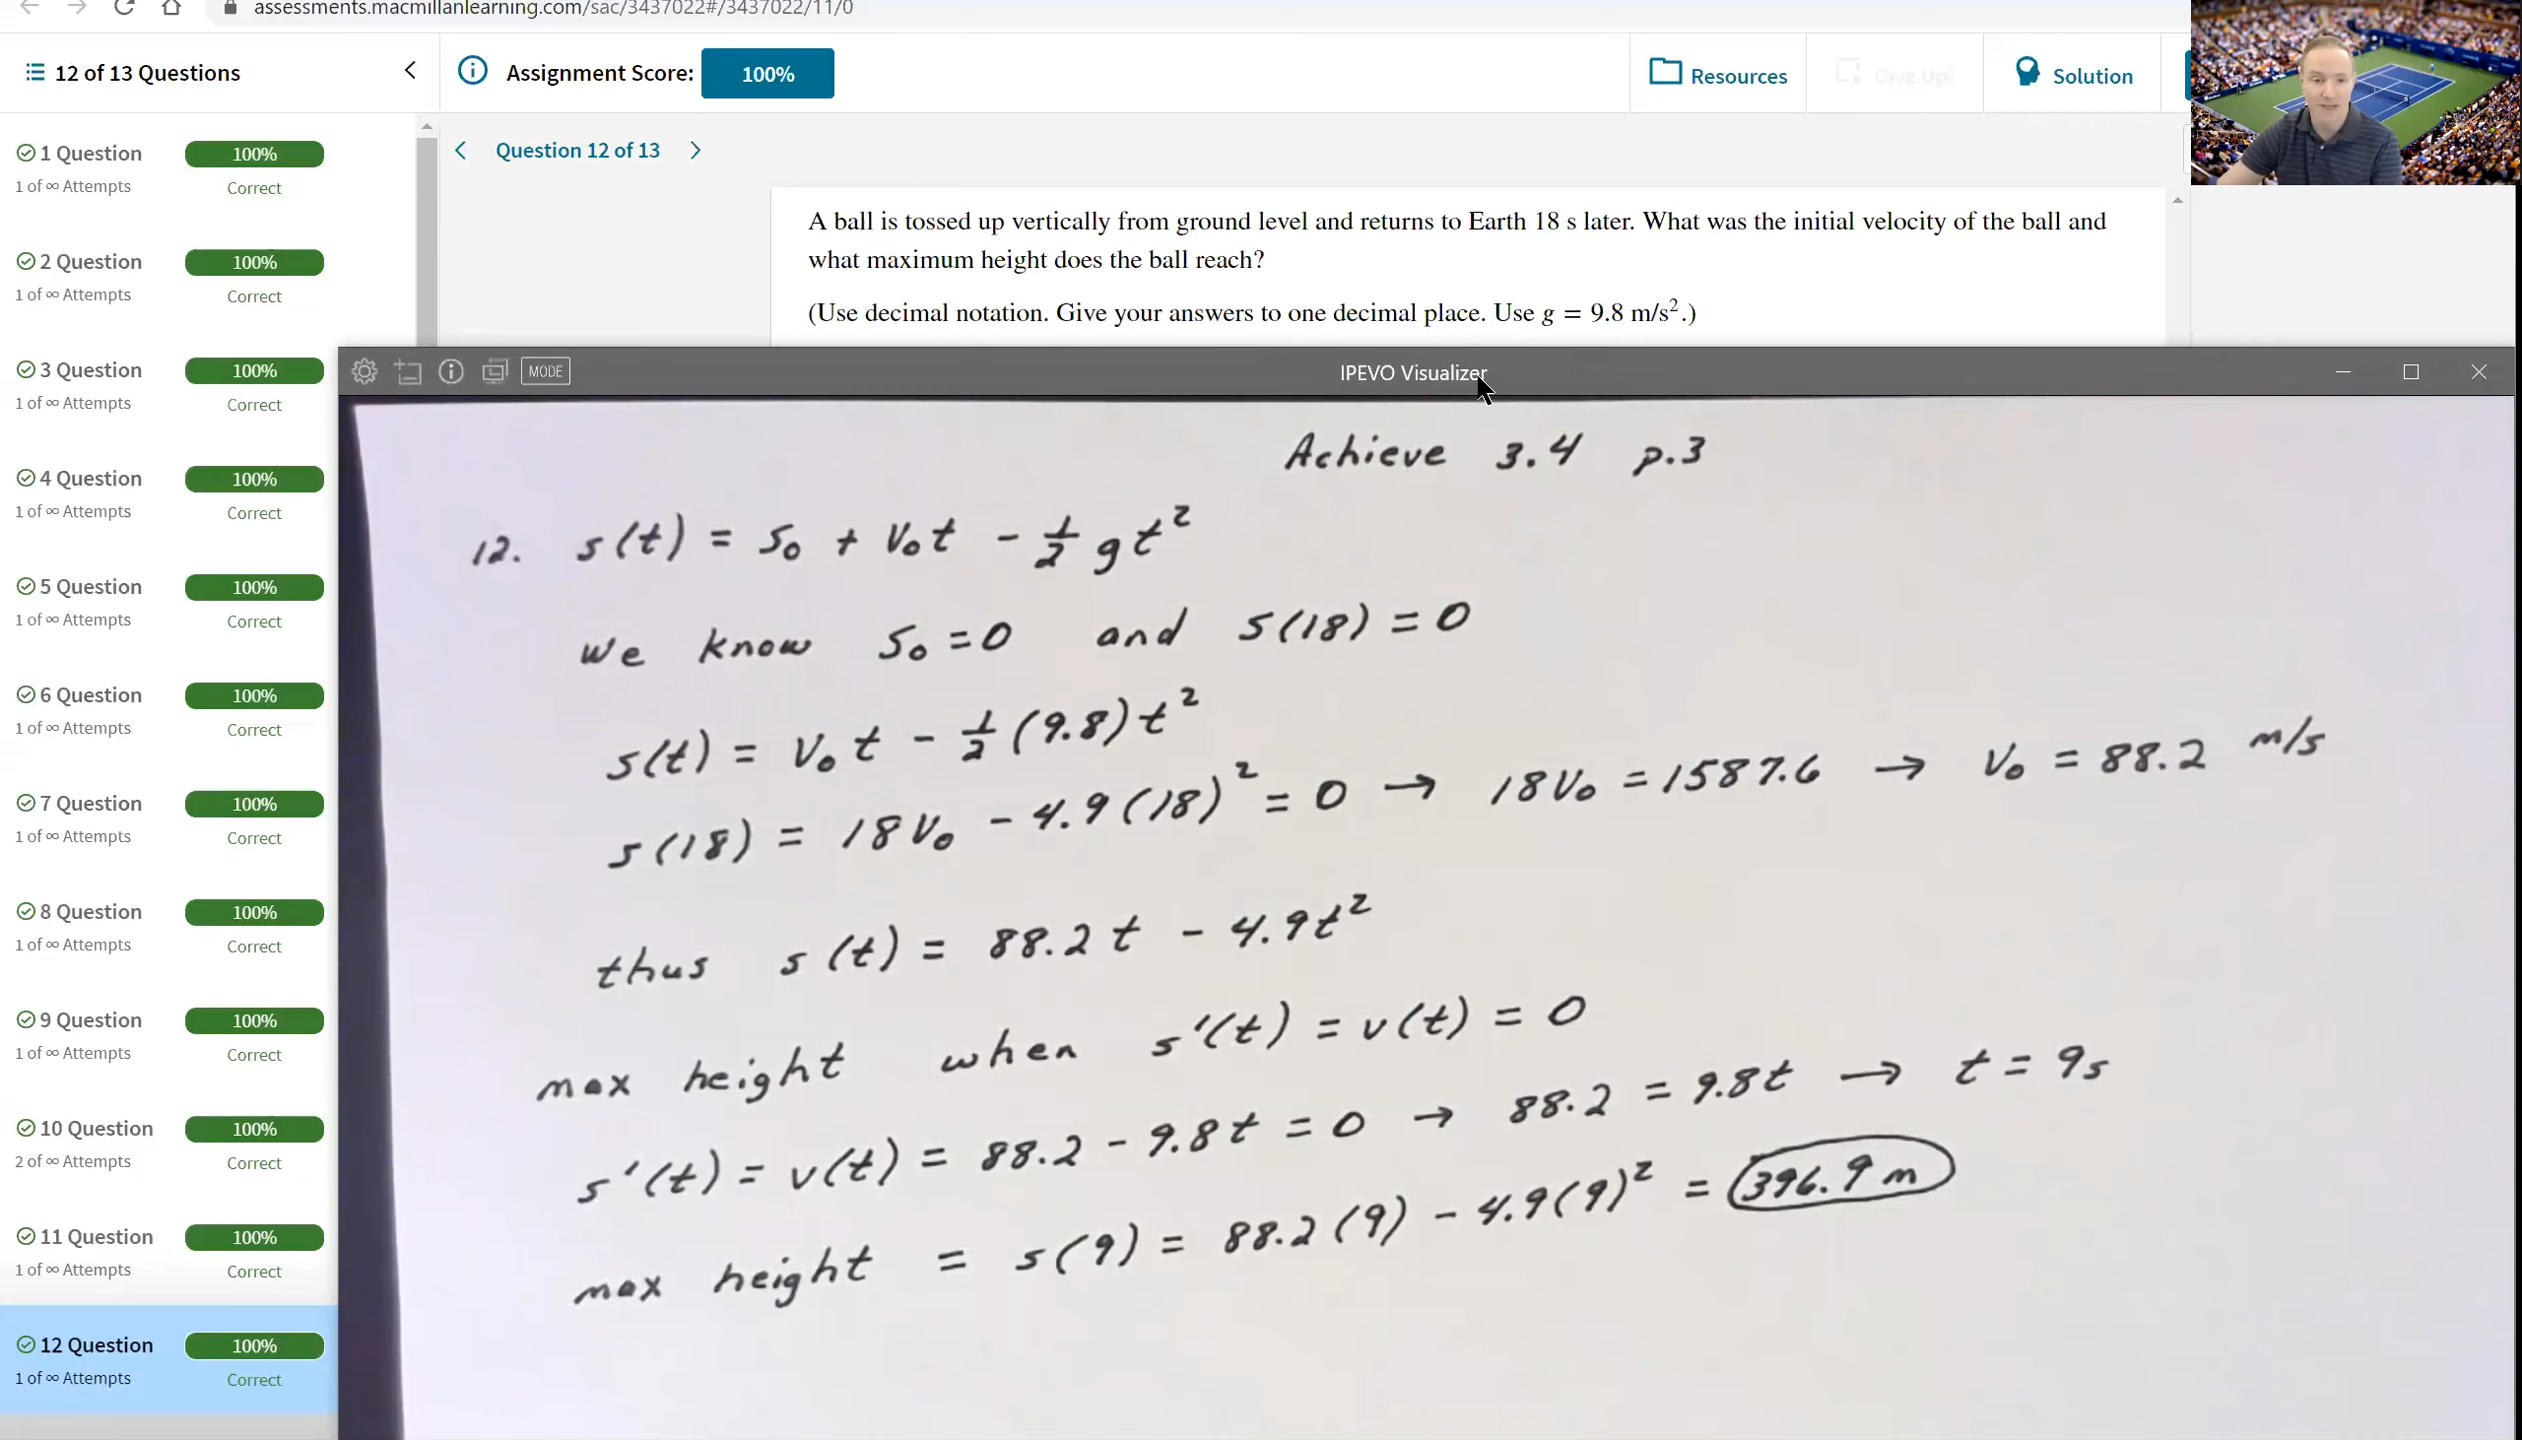 assessments.macmillanlearning.com/sac/3437022#/3437022/11/0
12 of 13 Questions
Assignment Score: 100%
Resources
Give Up?
Solution
1 Question 100%
1 of ∞ Attempts Correct
2 Question 100%
1 of ∞ Attempts Correct
3 Question 100%
1 of ∞ Attempts Correct
4 Question 100%
1 of ∞ Attempts Correct
5 Question 100%
1 of ∞ Attempts Correct
6 Question 100%
1 of ∞ Attempts Correct
7 Question 100%
1 of ∞ Attempts Correct
8 Question 100%
1 of ∞ Attempts Correct
9 Question 100%
1 of ∞ Attempts Correct
10 Question 100%
2 of ∞ Attempts Correct
11 Question 100%
1 of ∞ Attempts Correct
12 Question 100%
1 of ∞ Attempts Correct
Question 12 of 13
A ball is tossed up vertically from ground level and returns to Earth 18 s later. What was the initial velocity of the ball and
what maximum height does the ball reach?
(Use decimal notation. Give your answers to one decimal place. Use g = 9.8 m/s².)
MODE
IPEVO Visualizer
Achieve 3.4 p.3
12. s(t) = s₀ + v₀t - ½ gt²
we know s₀ = 0 and s(18) = 0
s(t) = v₀t - ½(9.8)t²
s(18) = 18v₀ - 4.9(18)² = 0 → 18v₀ = 1587.6 → v₀ = 88.2 m/s
thus s(t) = 88.2t - 4.9t²
max height when s'(t) = v(t) = 0
s'(t) = v(t) = 88.2 - 9.8t = 0 → 88.2 = 9.8t → t = 9s
max height = s(9) = 88.2(9) - 4.9(9)² = 396.9 m